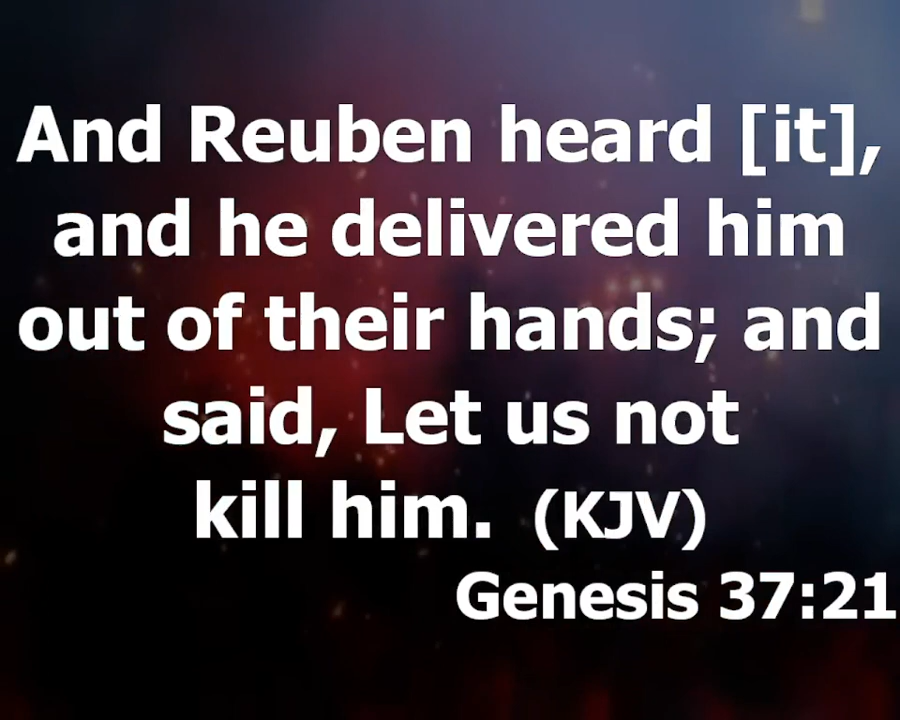 And Reuben heard [it],
and he delivered him
out of their hands; and
said, Let us not
kill him. (KJV)
Genesis 37:21